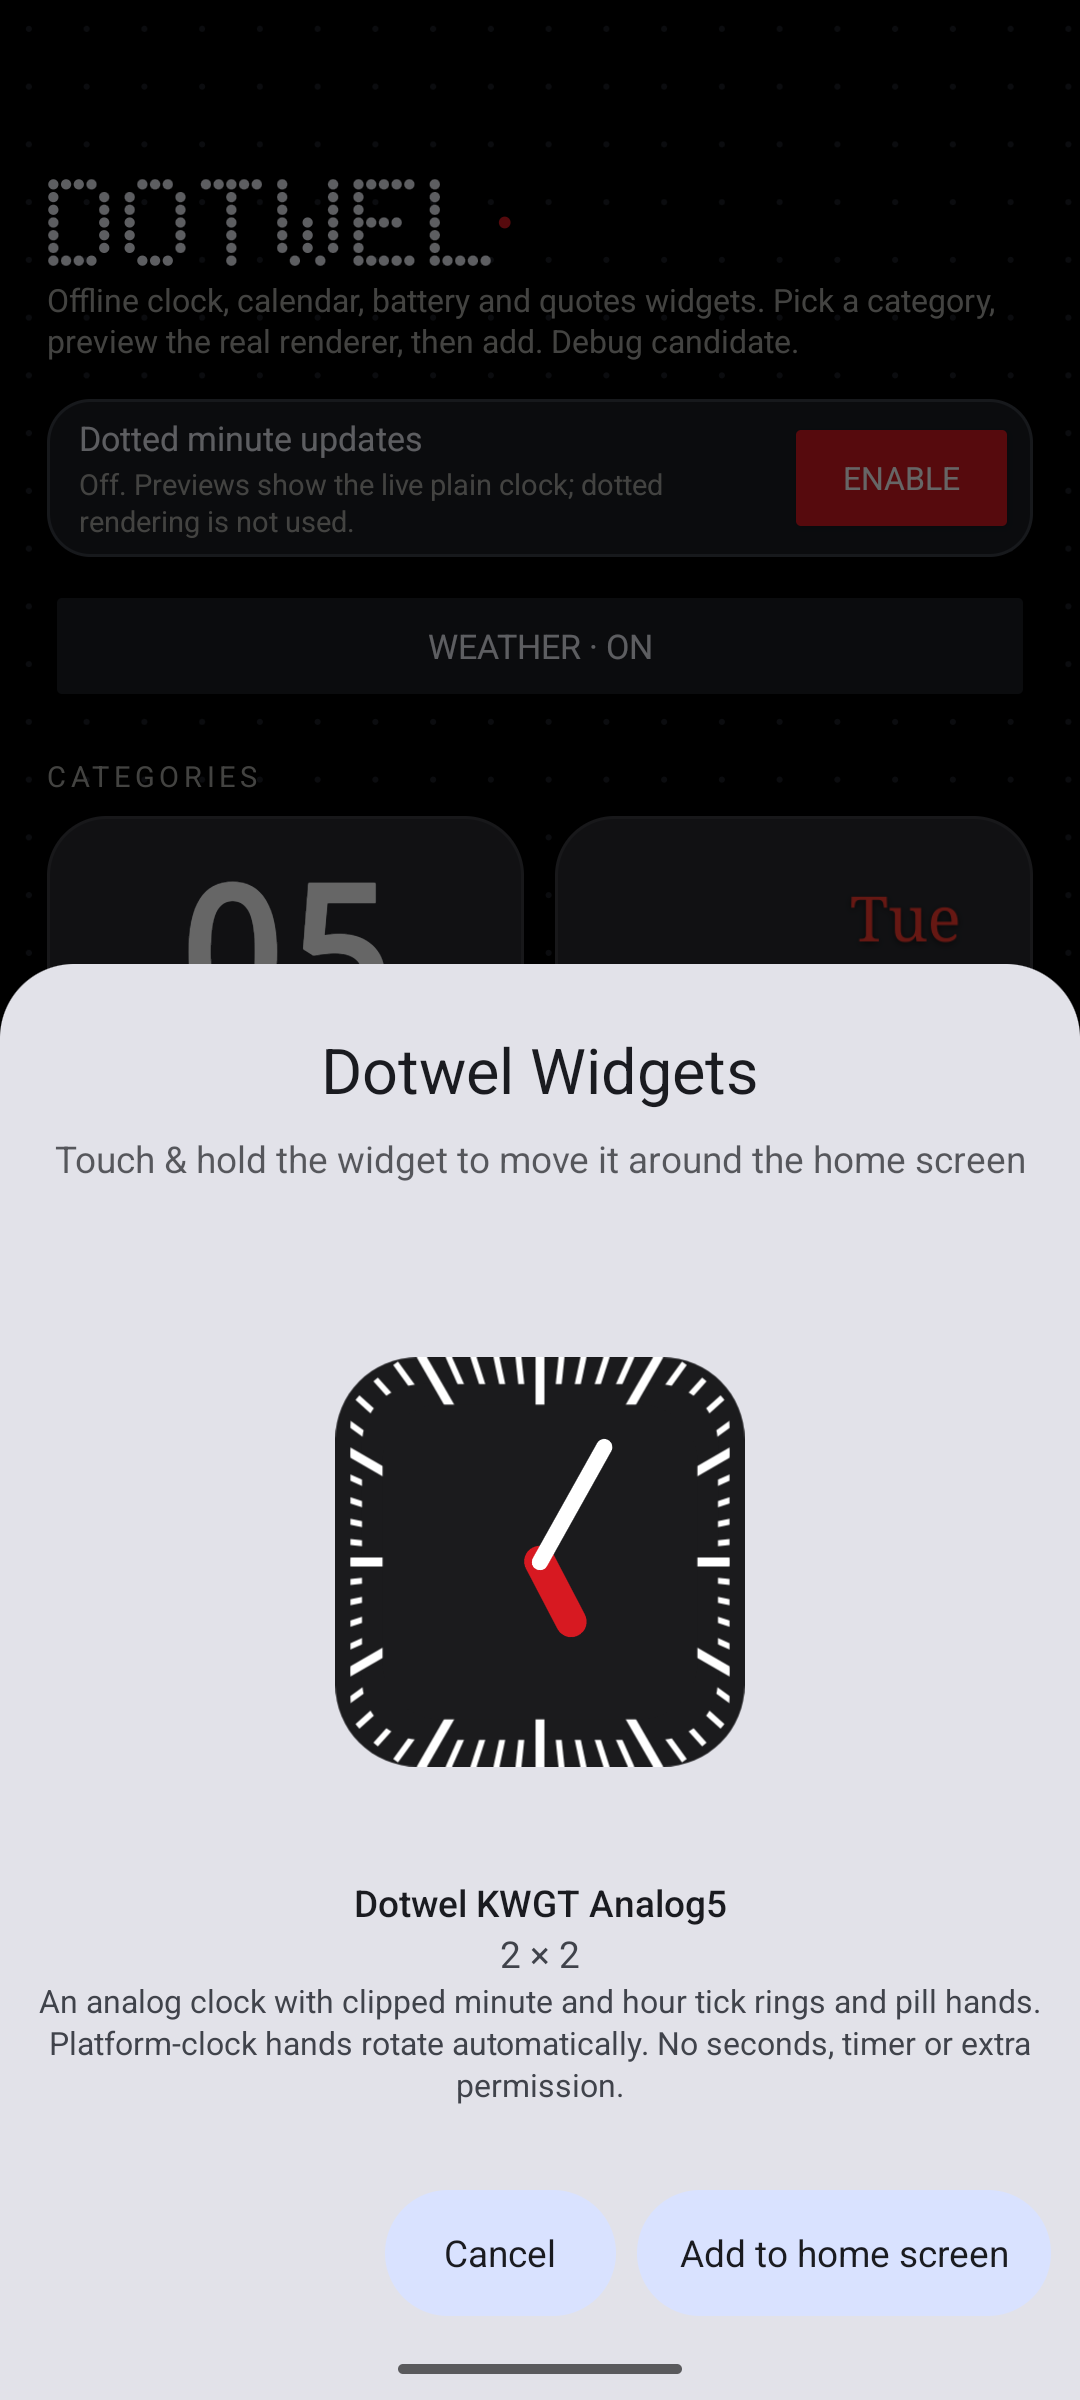 DOTWEL
Offline clock, calendar, battery and quotes widgets. Pick a category,
preview the real renderer, then add. Debug candidate.
Dotted minute updates
Off. Previews show the live plain clock; dotted
rendering is not used.
ENABLE
WEATHER · ON
CATEGORIES
05
Tue
Dotwel Widgets
Touch & hold the widget to move it around the home screen
Dotwel KWGT Analog5
2 × 2
An analog clock with clipped minute and hour tick rings and pill hands.
Platform-clock hands rotate automatically. No seconds, timer or extra
permission.
Cancel
Add to home screen